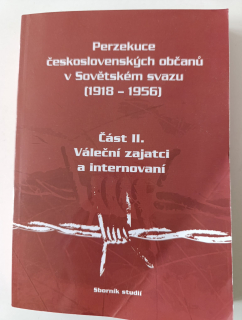 Perzekuce
československých občanů
v Sovětském svazu
(1918 – 1956)
Část II.
Váleční zajatci
a internovaní
Sborník studií